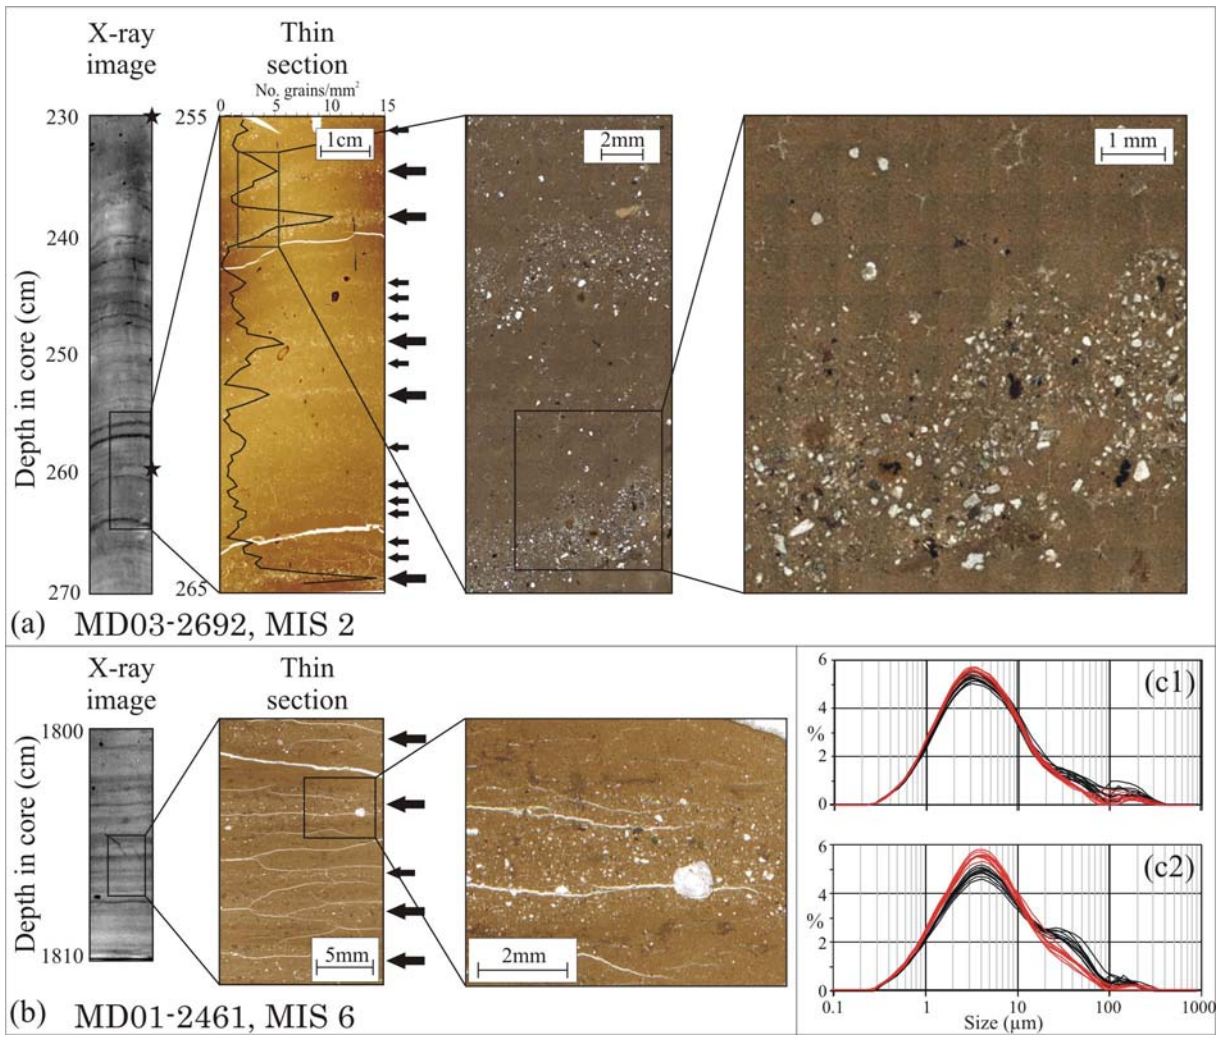 X-ray
image
Thin
section
No. grains/mm²
0 5 10 15
230
255
1cm
2mm
1 mm
240
Depth in core (cm)
250
260
270
265
(a) MD03-2692, MIS 2
X-ray
image
Thin
section
1800
Depth in core (cm)
1810
5mm
2mm
(b) MD01-2461, MIS 6
6
(c1)
4
%
2
0
6
(c2)
4
%
2
0
0.1 1 10 100 1000
Size (µm)